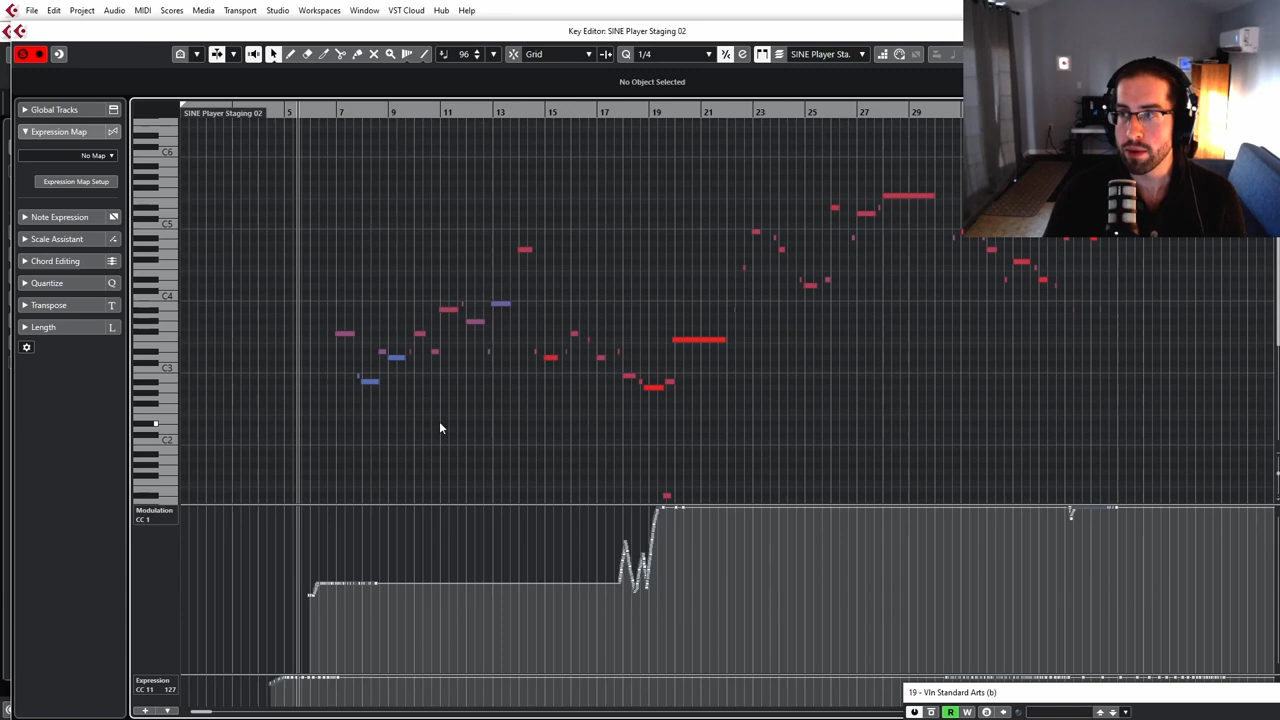 File Edit Project Audio MIDI Scores Media Transport Studio Workspaces Window VST Cloud Hub Help
Key Editor: SINE Player Staging 02
96 Grid Q 1/4 SINE Player Sta.
No Object Selected
Global Tracks
SINE Player Staging 02 5 7 9 11 13 15 17 19 21 23 25 27 29
Expression Map
No Map
C6
Expression Map Setup
Note Expression
C5
Scale Assistant
Chord Editing
Quantize Q
C4
Transpose T
Length L
C3
C2
Modulation
CC 1
Expression
CC 11 127
19 - Vln Standard Arts (b)
R W